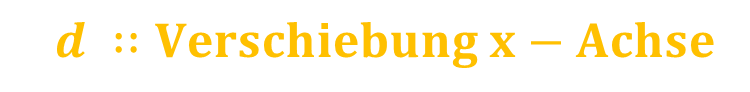 d :: Verschiebung x − Achse